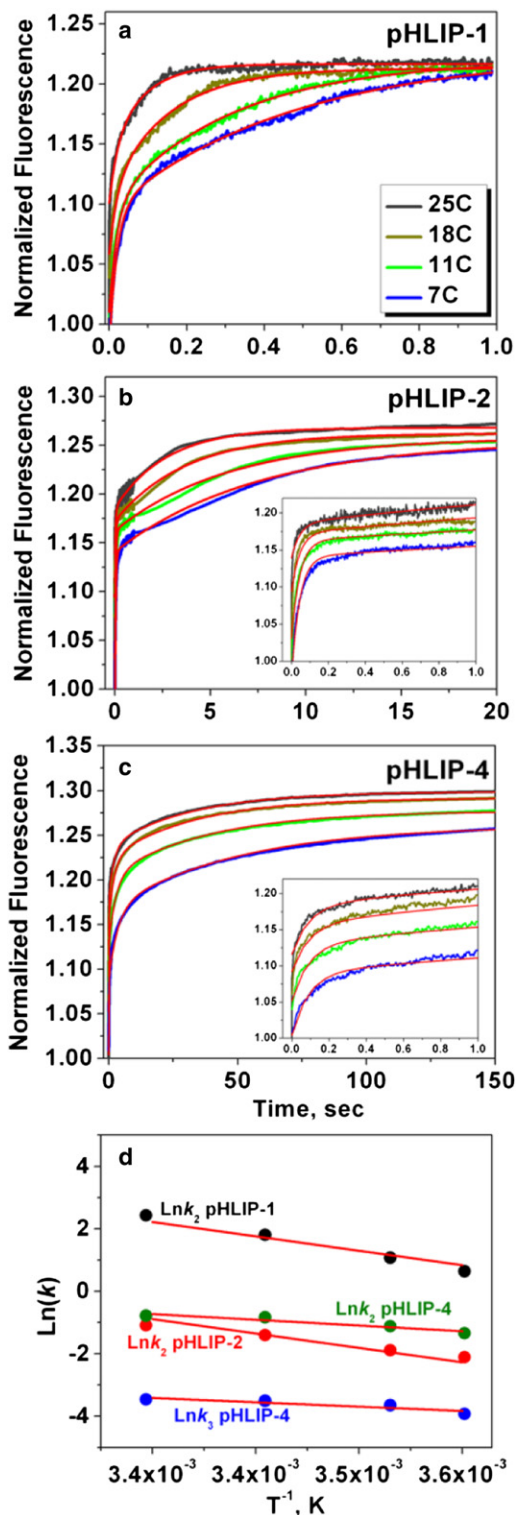 a pHLIP-1
Normalized Fluorescence
1.20
1.15
1.10
1.05
1.00
25C
18C
11C
7C
0.0 0.2 0.4 0.6 0.8 1.0
b pHLIP-2
Normalized Fluorescence
1.30
1.25
1.20
1.15
1.10
1.05
1.00
1.20
1.15
1.10
1.05
1.00
0.0 0.2 0.4 0.6 0.8 1.0
0 5 10 15 20
c pHLIP-4
Normalized Fluorescence
1.35
1.30
1.25
1.20
1.15
1.10
1.05
1.00
1.20
1.15
1.10
1.05
1.00
0.0 0.2 0.4 0.6 0.8 1.0
0 50 100 150
Time, sec
d
Ln(k)
4
2
0
-2
-4
Lnk₂ pHLIP-1
Lnk₂ pHLIP-4
Lnk₂ pHLIP-2
Lnk₃ pHLIP-4
3.4x10⁻³ 3.4x10⁻³ 3.5x10⁻³ 3.6x10⁻³
T⁻¹, K